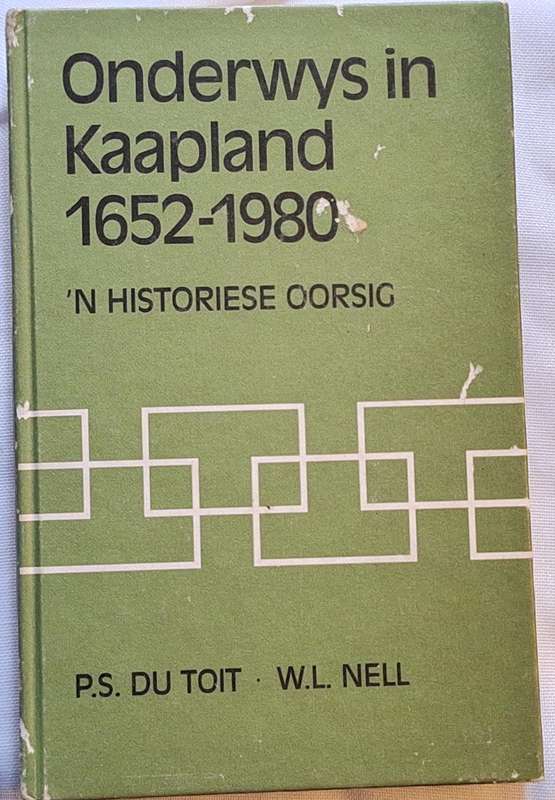 Onderwys in
Kaapland
1652-1980
'N HISTORIESE OORSIG
P.S. DU TOIT · W.L. NELL